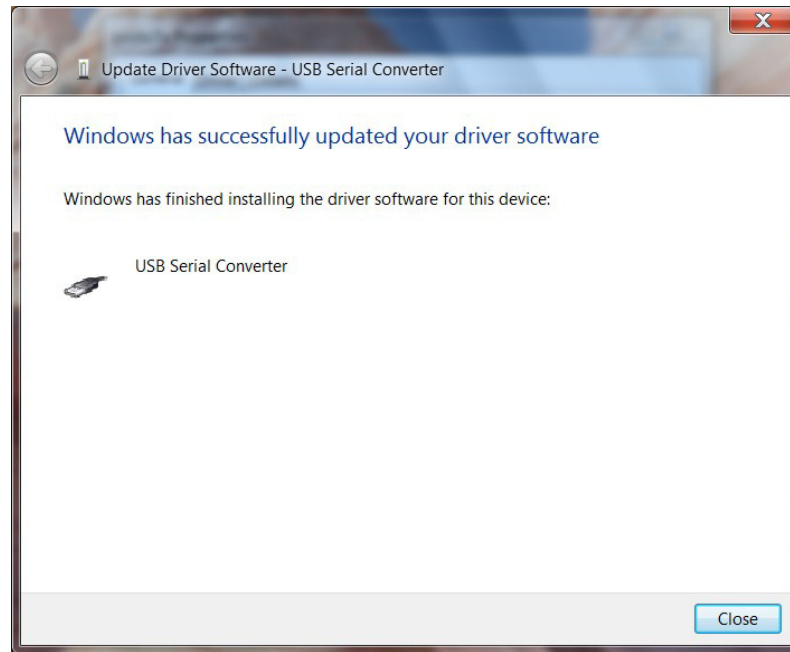 Update Driver Software - USB Serial Converter
Windows has successfully updated your driver software
Windows has finished installing the driver software for this device:
USB Serial Converter
Close